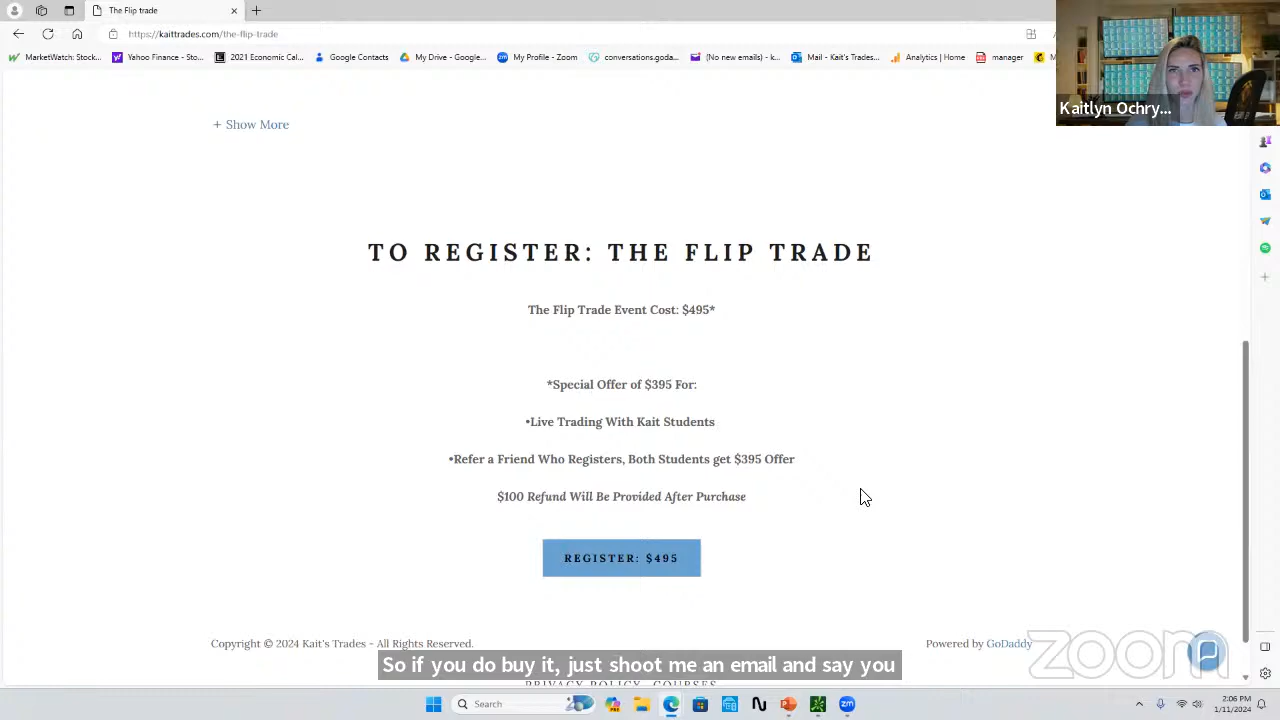 The Flip trade
https://kaittrades.com/the-flip-trade
MarketWatch: Stock...
Yahoo Finance - Sto...
2021 Economic Cal...
Google Contacts
My Drive - Google...
My Profile - Zoom
conversations.goda...
(No new emails) - k...
Mail - Kait's Trades...
Analytics | Home
manager
Kaitlyn Ochry...
+ Show More
TO REGISTER: THE FLIP TRADE
The Flip Trade Event Cost: $495*
*Special Offer of $395 For:
•Live Trading With Kait Students
•Refer a Friend Who Registers, Both Students get $395 Offer
$100 Refund Will Be Provided After Purchase
REGISTER: $495
Copyright © 2024 Kait's Trades - All Rights Reserved.
Powered by GoDaddy
zoom
So if you do buy it, just shoot me an email and say you
PRIVACY POLICY COURSES
Search
2:06 PM